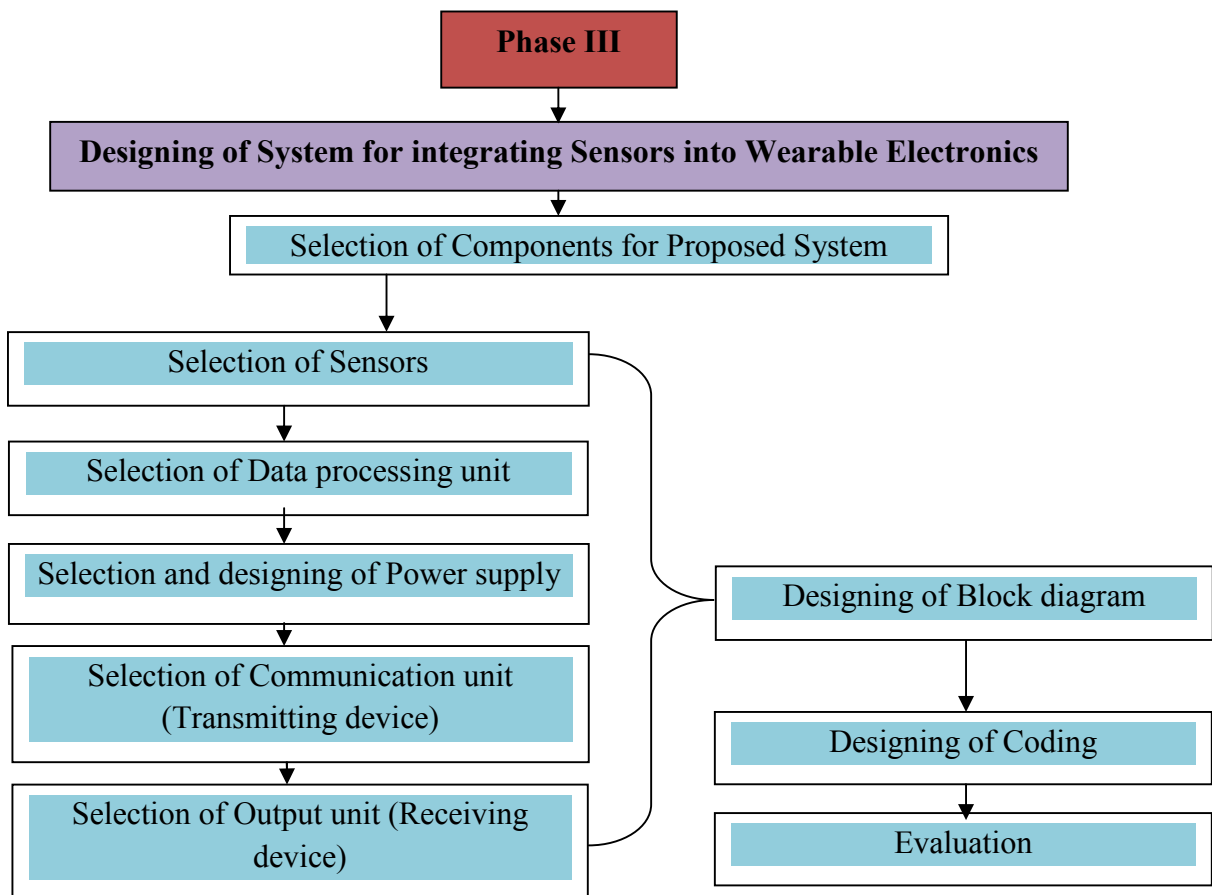 Phase III
Designing of System for integrating Sensors into Wearable Electronics
Selection of Components for Proposed System
Selection of Sensors
Selection of Data processing unit
Selection and designing of Power supply
Selection of Communication unit
(Transmitting device)
Selection of Output unit (Receiving
device)
Designing of Block diagram
Designing of Coding
Evaluation